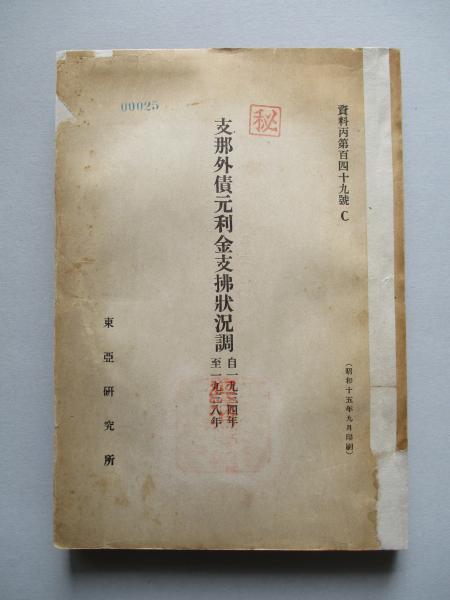 資料丙第百四十九號 C
(昭和十五年九月印刷)
秘
00025
支那外債元利金支拂狀況調
自一九三四年
至一九三八年
東亞研究所